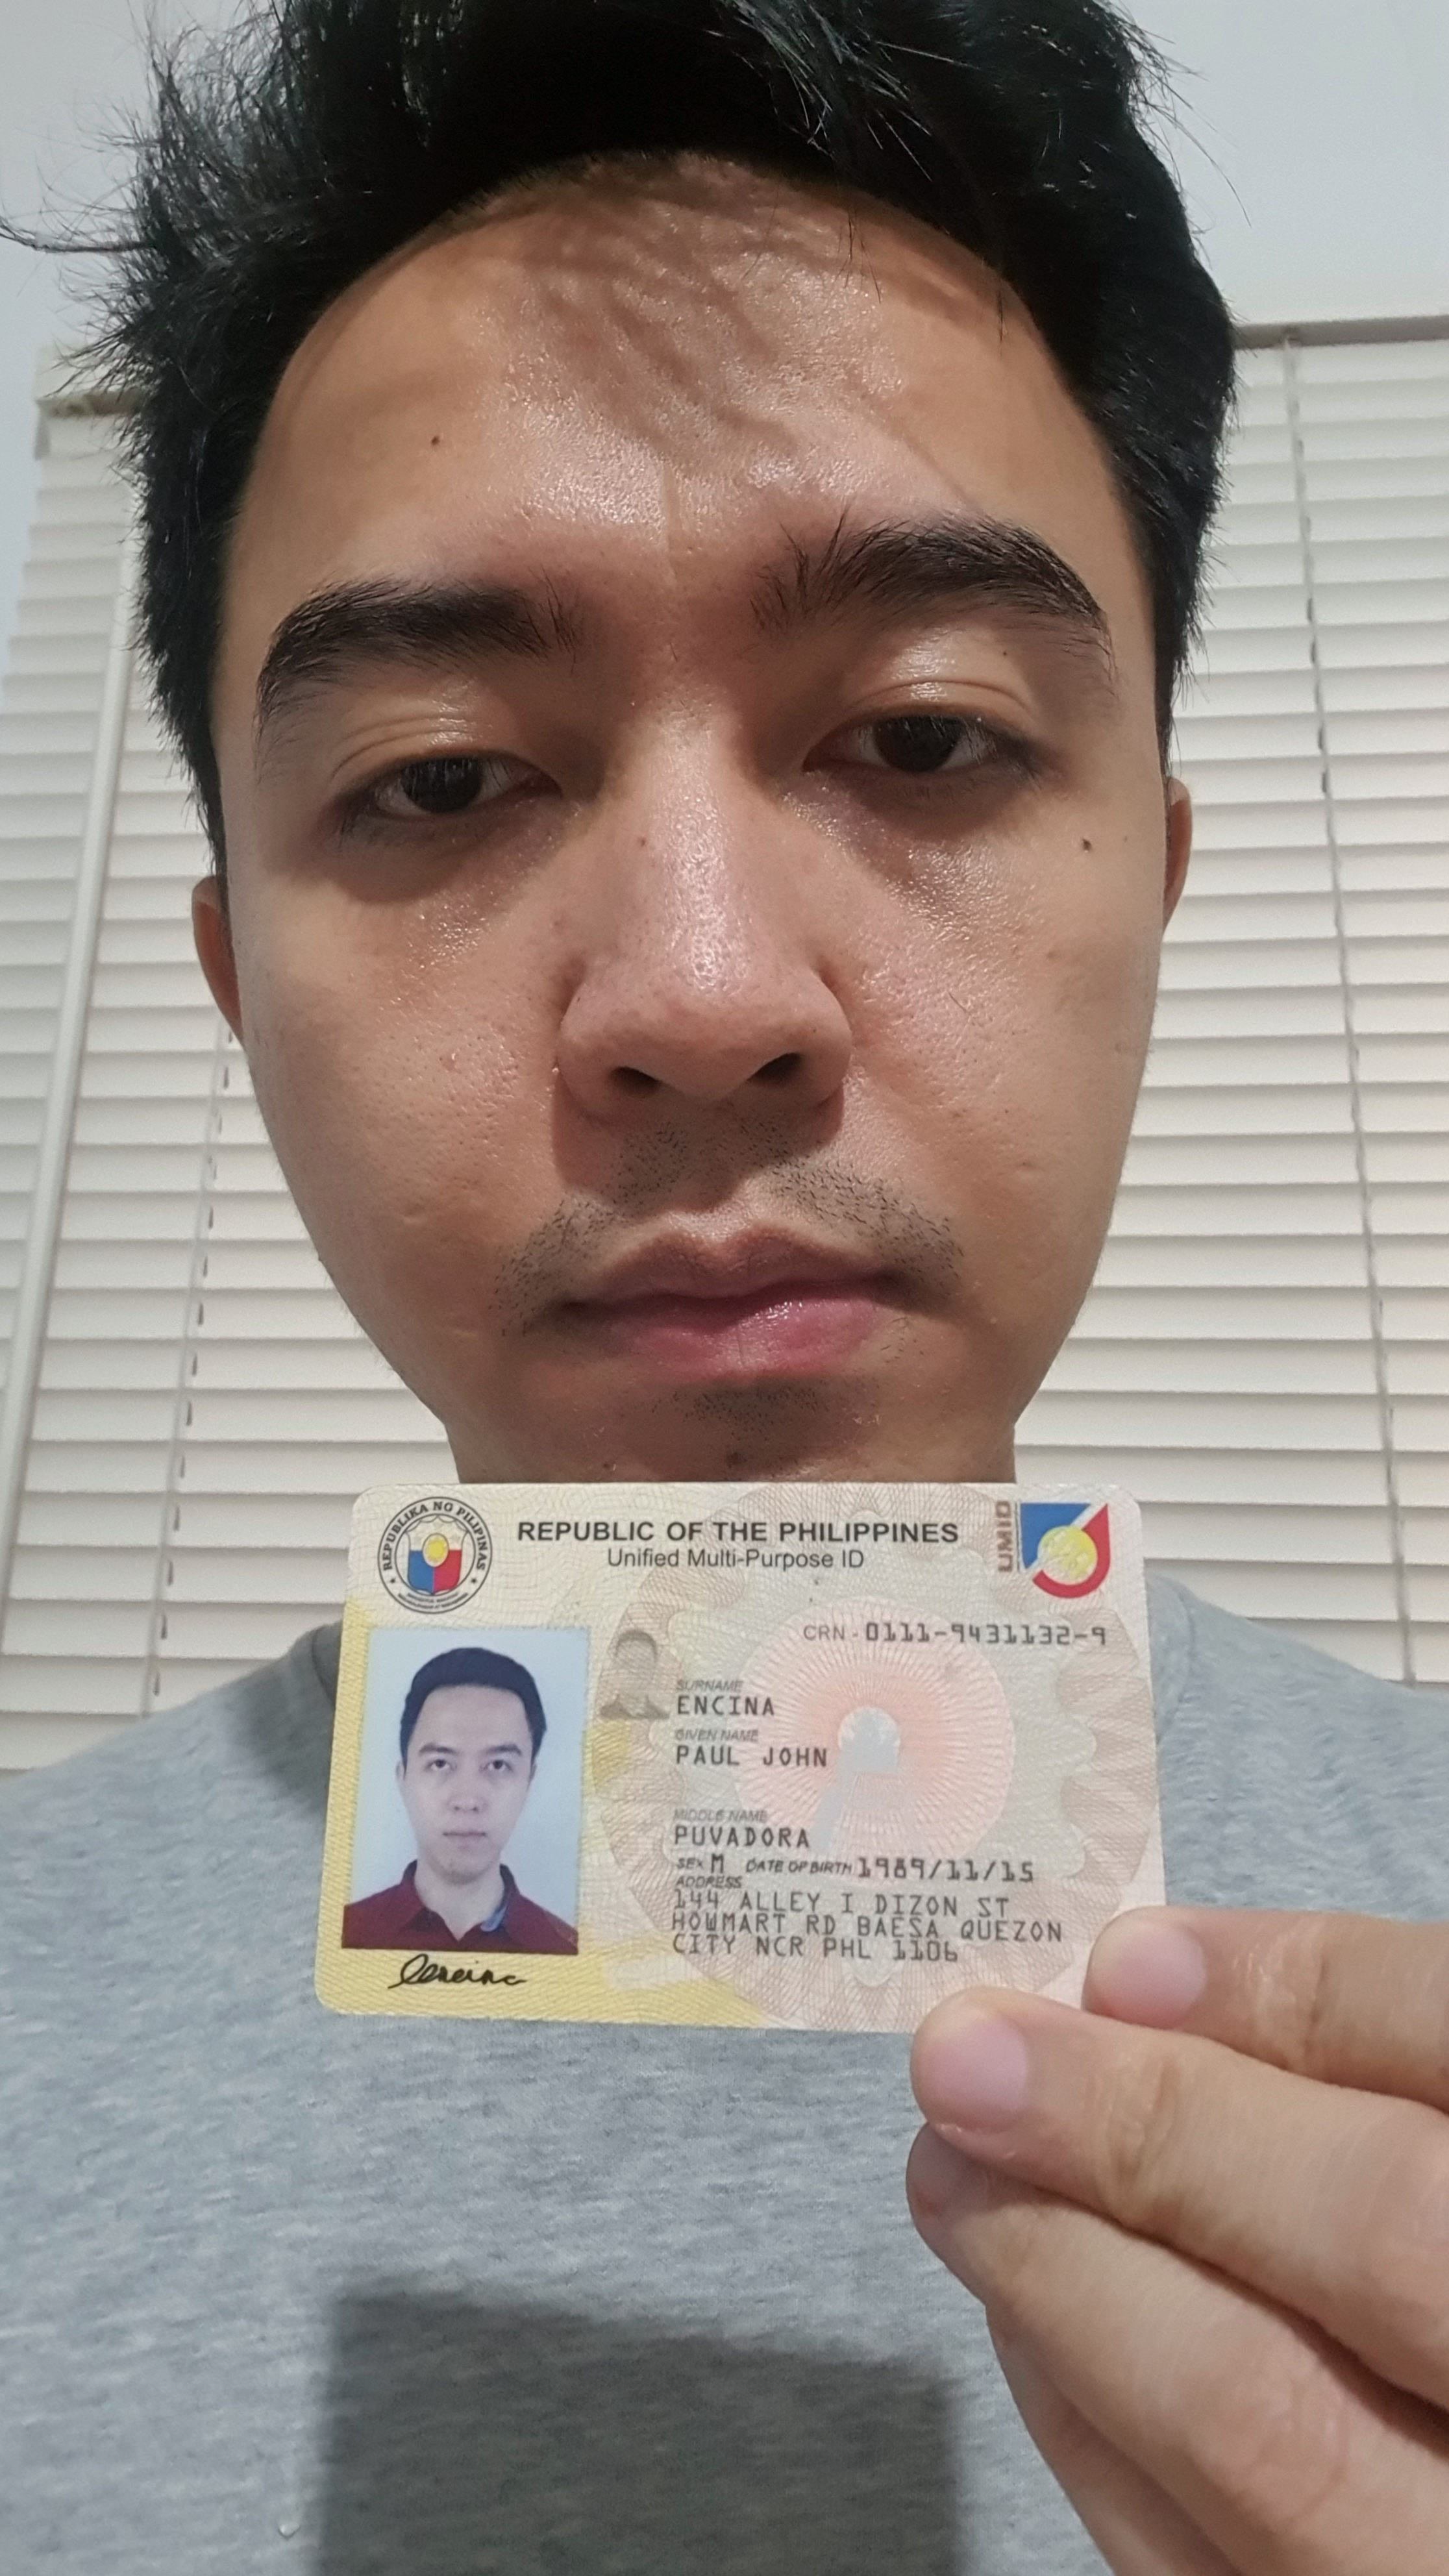 REPUBLIKA NG PILIPINAS
REPUBLIC OF THE PHILIPPINES
Unified Multi-Purpose ID
UMID
CRN - 0111-9431132-9
SURNAME
ENCINA
GIVEN NAME
PAUL JOHN
MIDDLE NAME
PUVADORA
SEX M DATE OF BIRTH 1989/11/15
ADDRESS
144 ALLEY I DIZON ST
HOWMART RD BAESA QUEZON
CITY NCR PHL 1106